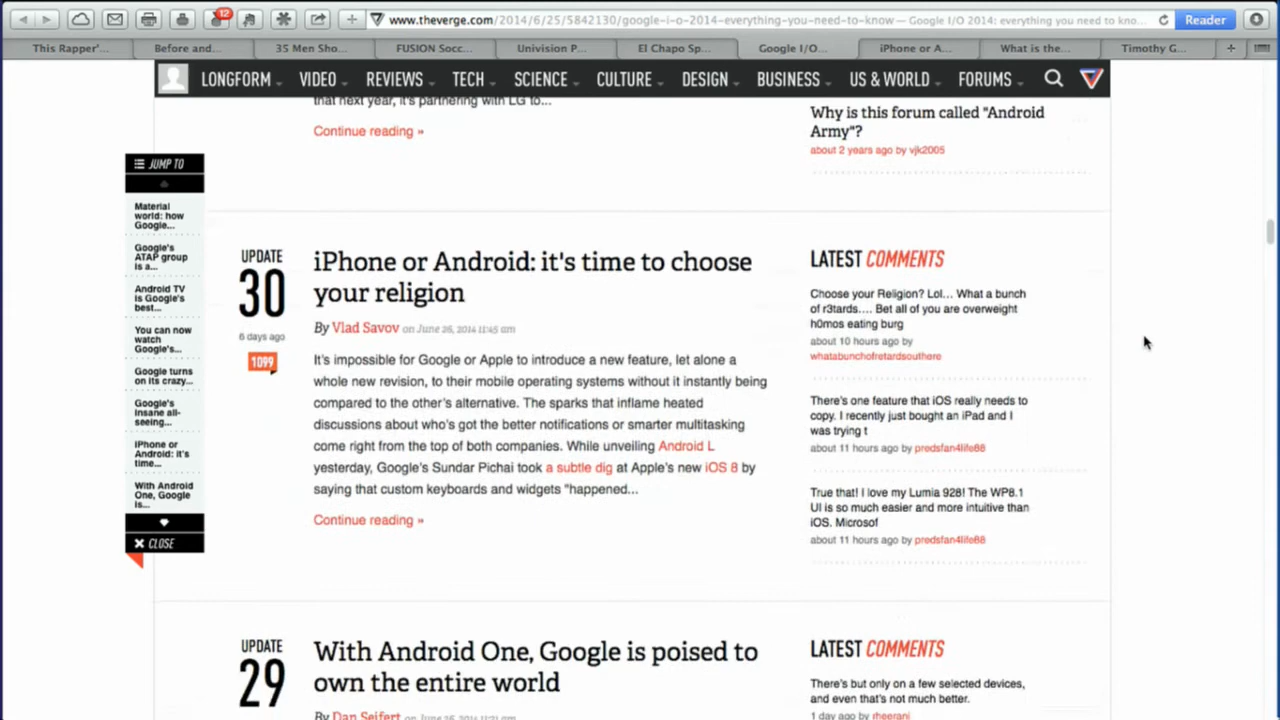 12
www.theverge.com/2014/6/25/5842130/google-i-o-2014-everything-you-need-to-know — Google I/O 2014: everything you need to kno...
Reader
This Rapper'...
Before and...
35 Men Sho...
FUSION Socc...
Univision P...
El Chapo Sp...
Google I/O...
iPhone or A...
What is the...
Timothy G...
LONGFORM
VIDEO
REVIEWS
TECH
SCIENCE
CULTURE
DESIGN
BUSINESS
US & WORLD
FORUMS
that next year, it's partnering with LG to...
Continue reading »
Why is this forum called "Android
Army"?
about 2 years ago by vjk2005
JUMP TO
Material
world: how
Google...
Google's
ATAP group
is a...
Android TV
is Google's
best...
You can now
watch
Google's...
Google turns
on its crazy...
Google's
insane all-
seeing...
iPhone or
Android: it's
time...
With Android
One, Google
is...
CLOSE
UPDATE
30
6 days ago
1099
iPhone or Android: it's time to choose
your religion
By Vlad Savov on June 26, 2014 11:45 am
It's impossible for Google or Apple to introduce a new feature, let alone a
whole new revision, to their mobile operating systems without it instantly being
compared to the other's alternative. The sparks that inflame heated
discussions about who's got the better notifications or smarter multitasking
come right from the top of both companies. While unveiling Android L
yesterday, Google's Sundar Pichai took a subtle dig at Apple's new iOS 8 by
saying that custom keyboards and widgets "happened...
Continue reading »
LATEST COMMENTS
Choose your Religion? Lol... What a bunch
of r3tards.... Bet all of you are overweight
h0mos eating burg
about 10 hours ago by
whatabunchofretardsouthere
There's one feature that iOS really needs to
copy. I recently just bought an iPad and I
was trying t
about 11 hours ago by predsfan4life88
True that! I love my Lumia 928! The WP8.1
UI is so much easier and more intuitive than
iOS. Microsof
about 11 hours ago by predsfan4life88
UPDATE
29
With Android One, Google is poised to
own the entire world
By Dan Seifert on June 26, 2014 11:21 am
LATEST COMMENTS
There's but only on a few selected devices,
and even that's not much better.
1 day ago by rheerani